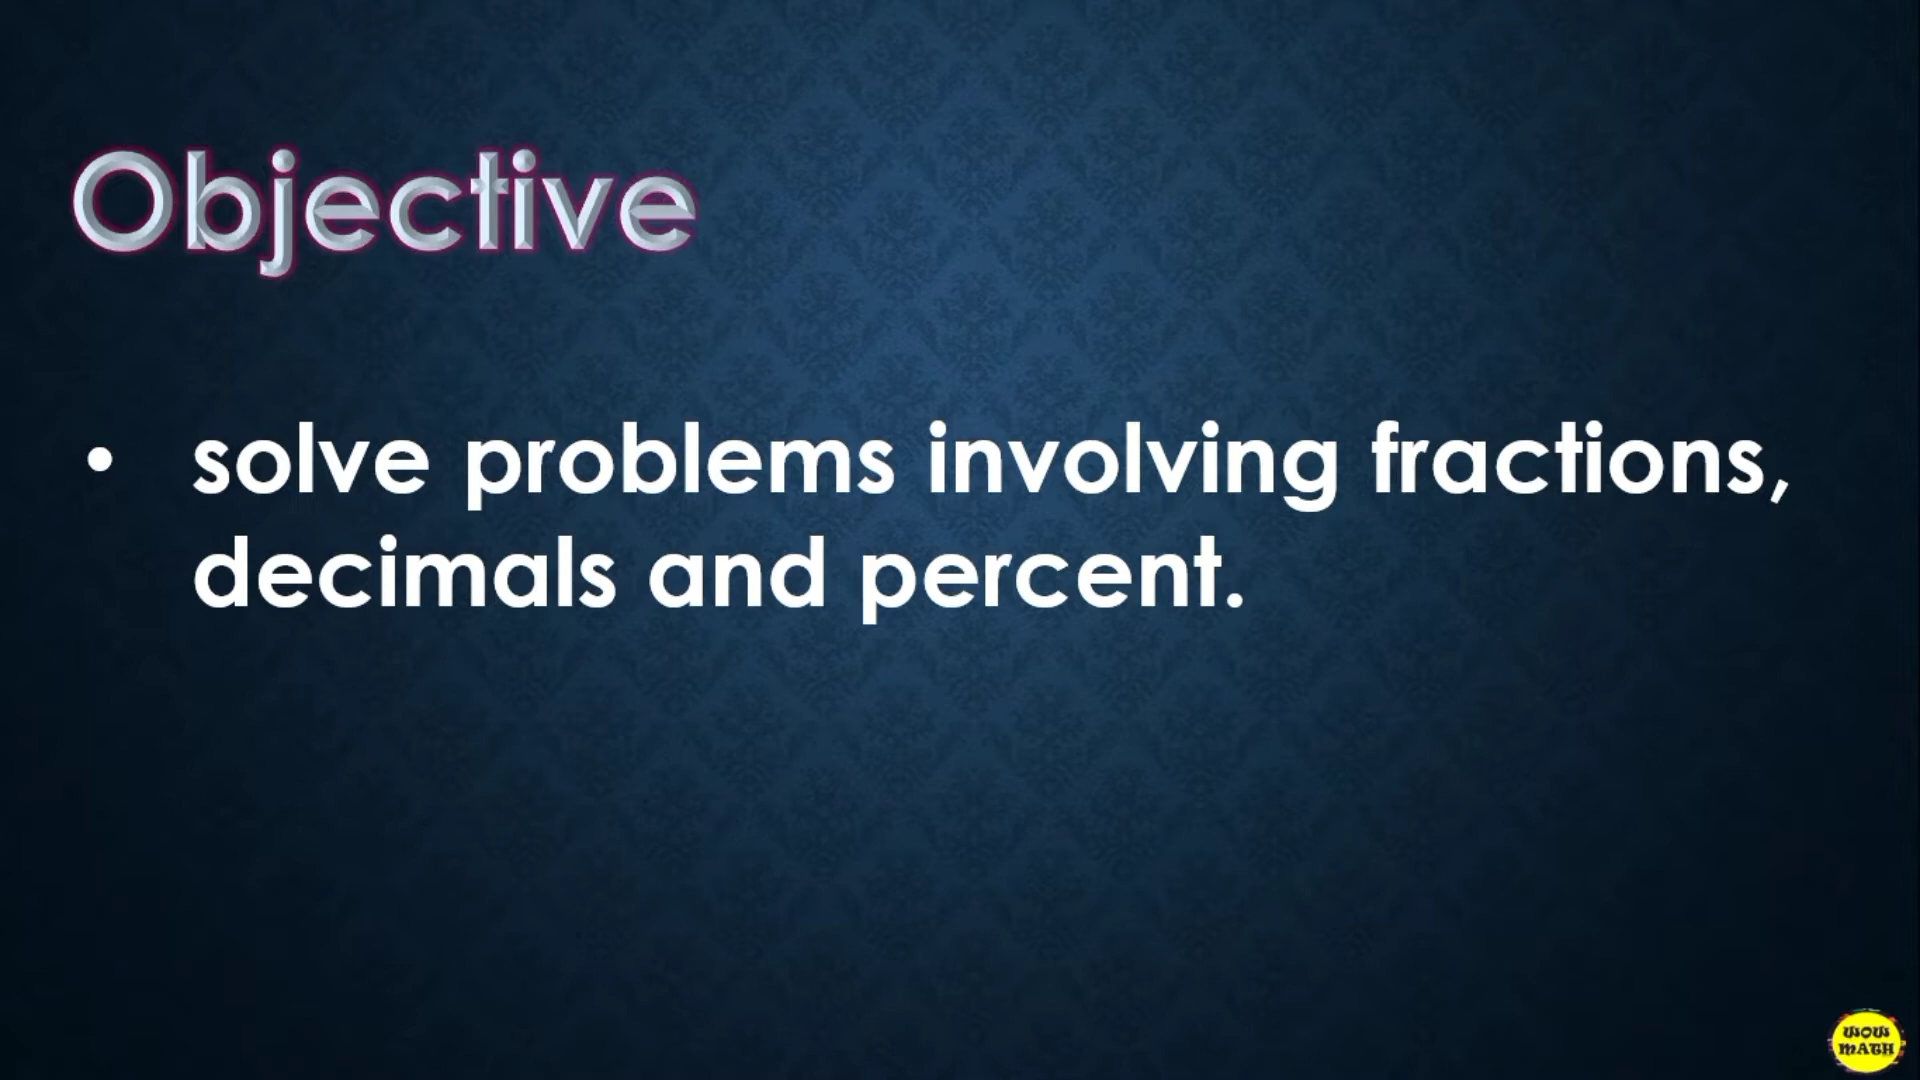 Objective
• solve problems involving fractions,
decimals and percent.
WOW
MATH